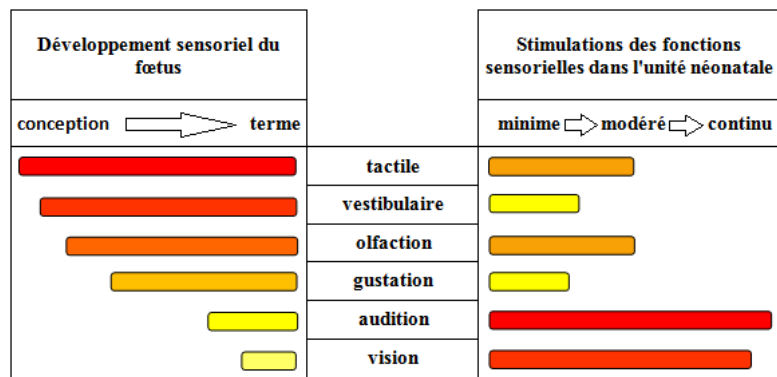 Développement sensoriel du
fœtus
Stimulations des fonctions
sensorielles dans l'unité néonatale
conception terme
minime modéré continu
tactile
vestibulaire
olfaction
gustation
audition
vision